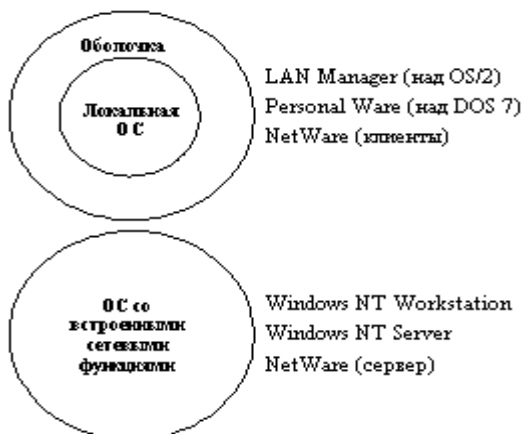 Оболочка
Локальная
ОС
LAN Manager (над OS/2)
Personal Ware (над DOS 7)
NetWare (клиенты)
ОС со
встроенными
сетевыми
функциями
Windows NT Workstation
Windows NT Server
NetWare (сервер)